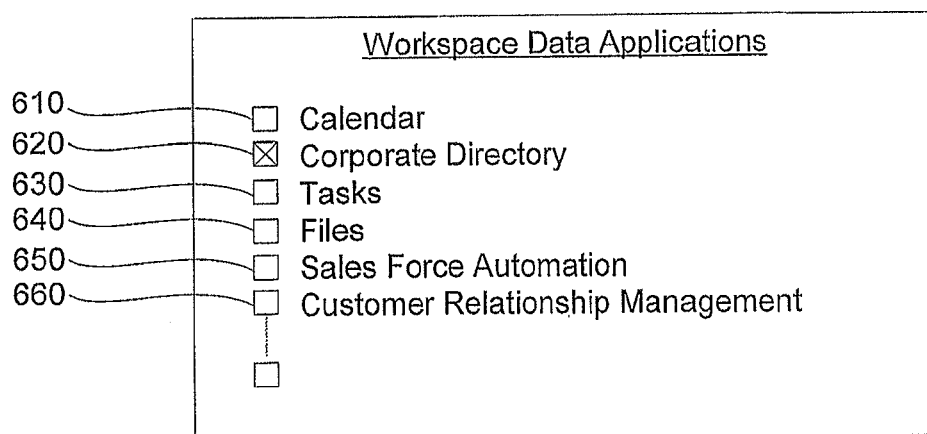 Workspace Data Applications
610 Calendar
620 Corporate Directory
630 Tasks
640 Files
650 Sales Force Automation
660 Customer Relationship Management